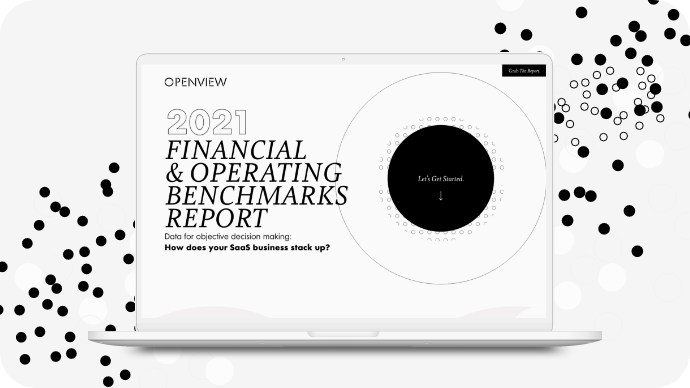 OPENVIEW
Grab The Report.
2021
FINANCIAL
& OPERATING
BENCHMARKS
REPORT
Data for objective decision making:
How does your SaaS business stack up?
Let's Get Started.